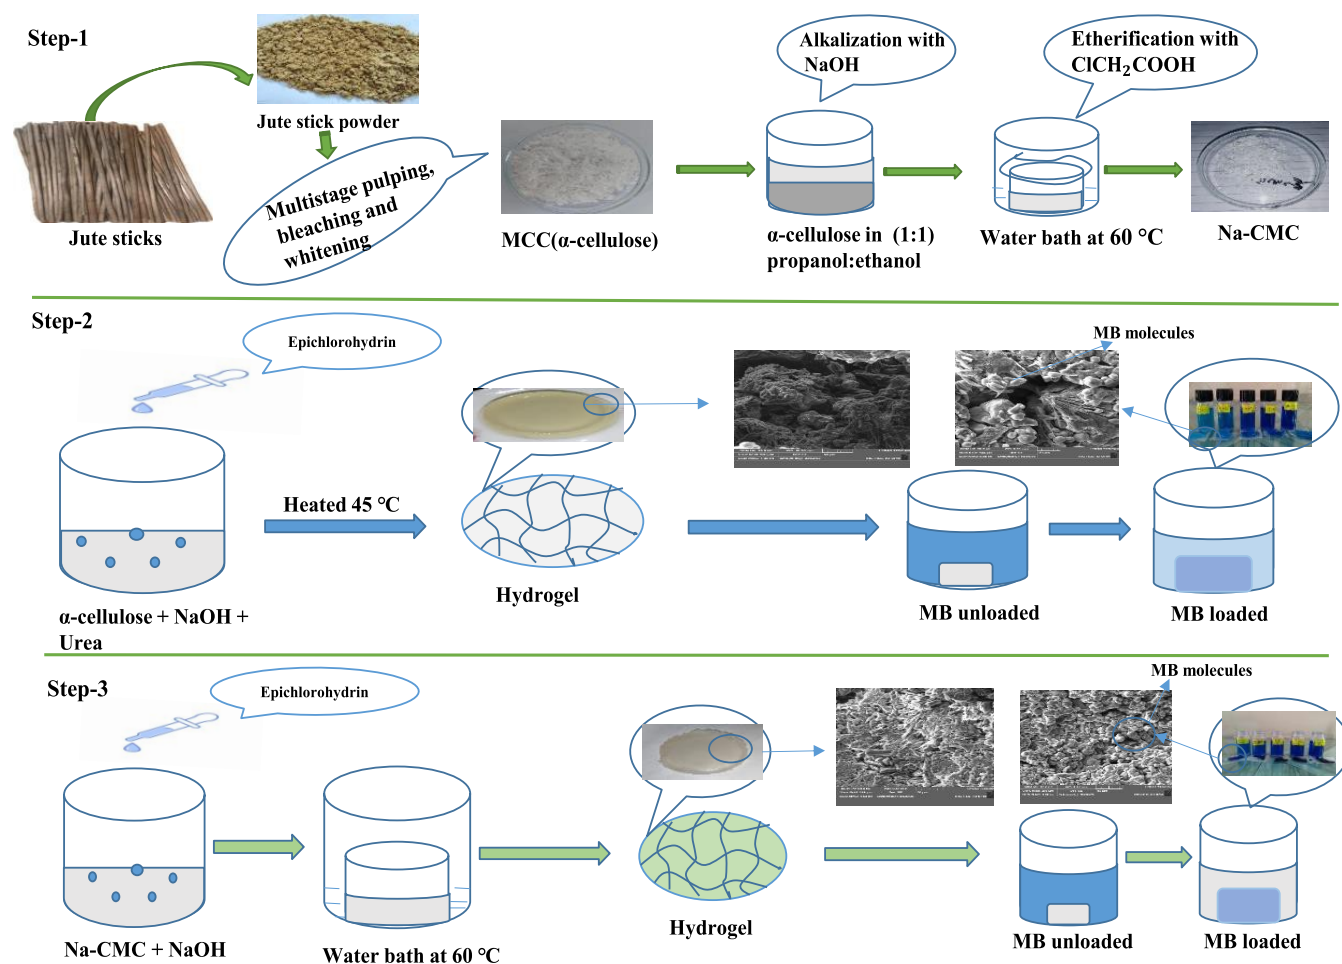 Step-1
Jute sticks
Jute stick powder
Multistage pulping,
bleaching and
whitening
MCC(α-cellulose)
Alkalization with
NaOH
α-cellulose in (1:1)
propanol:ethanol
Etherification with
ClCH₂COOH
Water bath at 60 °C
Na-CMC
Step-2
Epichlorohydrin
α-cellulose + NaOH +
Urea
Heated 45 °C
Hydrogel
MB molecules
MB unloaded
MB loaded
Step-3
Epichlorohydrin
Na-CMC + NaOH
Water bath at 60 °C
Hydrogel
MB molecules
MB unloaded
MB loaded